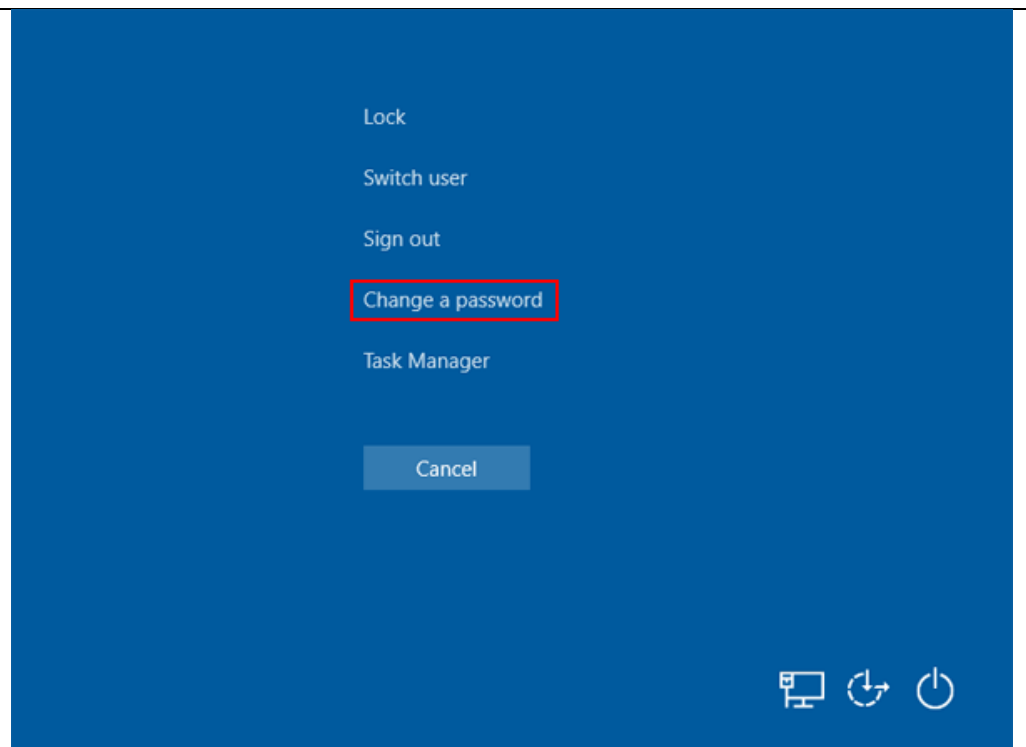 Lock
Switch user
Sign out
Change a password
Task Manager
Cancel